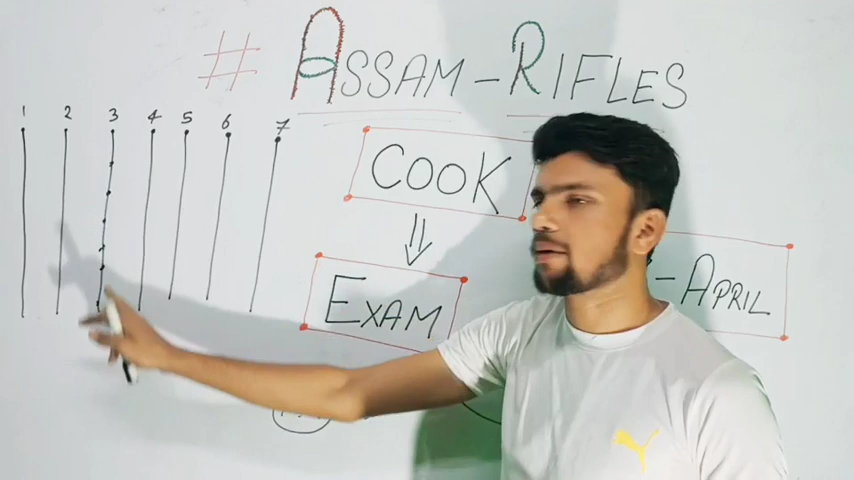 # ASSAM-RIFLES
1 2 3 4 5 6 7
COOK
EXAM
-APRIL